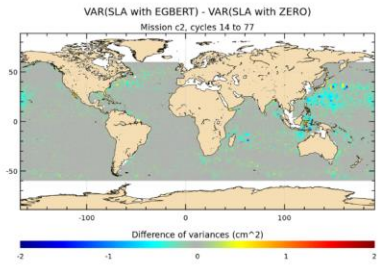 VAR(SLA with EGBERT) - VAR(SLA with ZERO)
Mission c2, cycles 14 to 77
50
0
-50
-100 0 100
Difference of variances (cm^2)
-2 -1 0 1 2